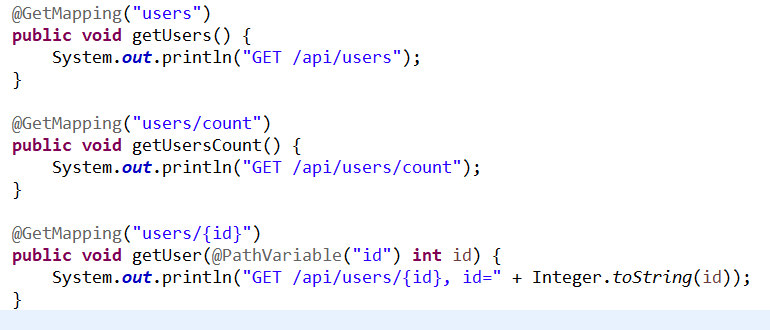 @GetMapping("users")
public void getUsers() {
    System.out.println("GET /api/users");
}

@GetMapping("users/count")
public void getUsersCount() {
    System.out.println("GET /api/users/count");
}

@GetMapping("users/{id}")
public void getUser(@PathVariable("id") int id) {
    System.out.println("GET /api/users/{id}, id=" + Integer.toString(id));
}